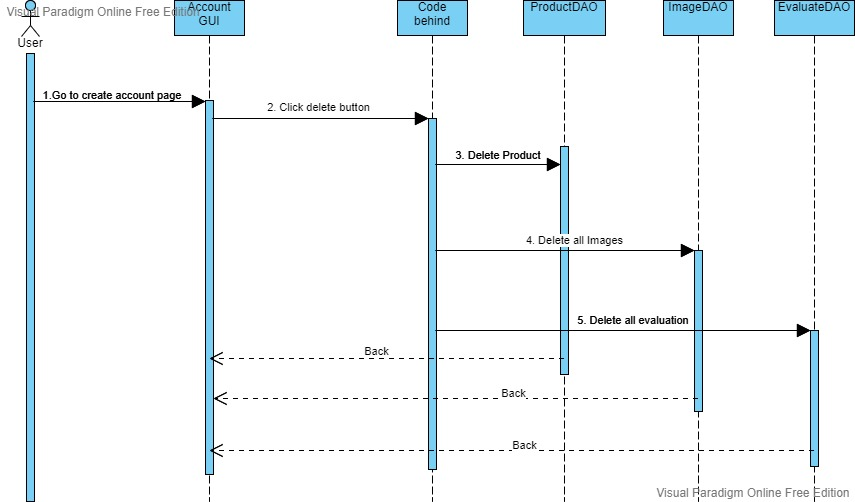 Visual Paradigm Online Free Edition
User
Account
GUI
Code
behind
ProductDAO
ImageDAO
EvaluateDAO
1.Go to create account page
2. Click delete button
3. Delete Product
4. Delete all Images
5. Delete all evaluation
Back
Back
Back
Visual Paradigm Online Free Edition